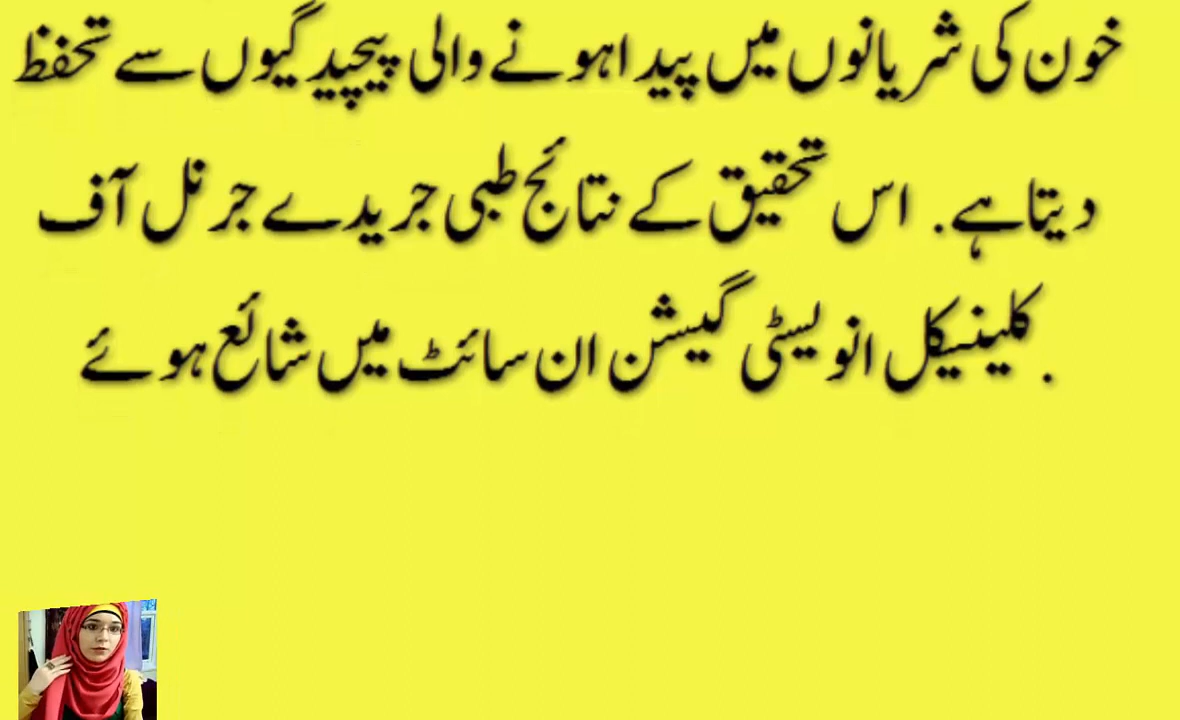 خون کی شریانوں میں پیدا ہونے والی پیچیدگیوں سے تحفظ
دیتا ہے. اس تحقیق کے نتائج طبی جریدے جرنل آف
کلینیکل انویسٹی گیشن ان سائٹ میں شائع ہوئے.